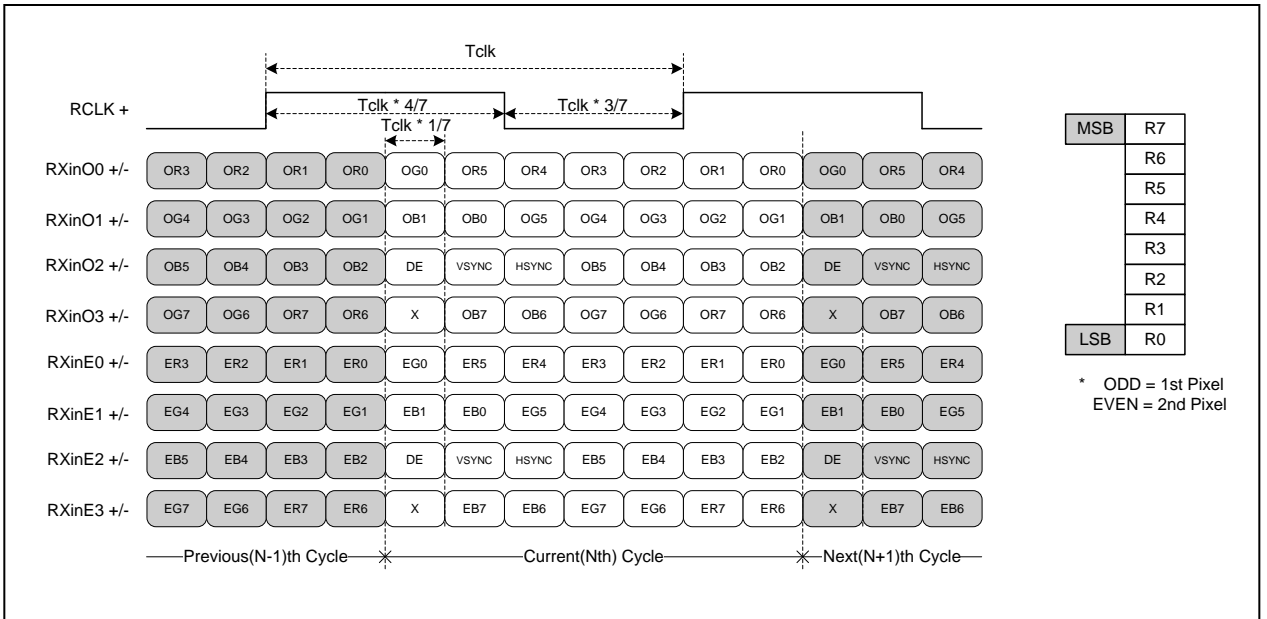 Tclk
RCLK +
Tclk * 4/7
Tclk * 3/7
Tclk * 1/7
RXinO0 +/- OR3 OR2 OR1 OR0 OG0 OR5 OR4 OR3 OR2 OR1 OR0 OG0 OR5 OR4
RXinO1 +/- OG4 OG3 OG2 OG1 OB1 OB0 OG5 OG4 OG3 OG2 OG1 OB1 OB0 OG5
RXinO2 +/- OB5 OB4 OB3 OB2 DE VSYNC HSYNC OB5 OB4 OB3 OB2 DE VSYNC HSYNC
RXinO3 +/- OG7 OG6 OR7 OR6 X OB7 OB6 OG7 OG6 OR7 OR6 X OB7 OB6
RXinE0 +/- ER3 ER2 ER1 ER0 EG0 ER5 ER4 ER3 ER2 ER1 ER0 EG0 ER5 ER4
RXinE1 +/- EG4 EG3 EG2 EG1 EB1 EB0 EG5 EG4 EG3 EG2 EG1 EB1 EB0 EG5
RXinE2 +/- EB5 EB4 EB3 EB2 DE VSYNC HSYNC EB5 EB4 EB3 EB2 DE VSYNC HSYNC
RXinE3 +/- EG7 EG6 ER7 ER6 X EB7 EB6 EG7 EG6 ER7 ER6 X EB7 EB6
Previous(N-1)th Cycle Current(Nth) Cycle Next(N+1)th Cycle
MSB R7
R6
R5
R4
R3
R2
R1
LSB R0
* ODD = 1st Pixel
EVEN = 2nd Pixel